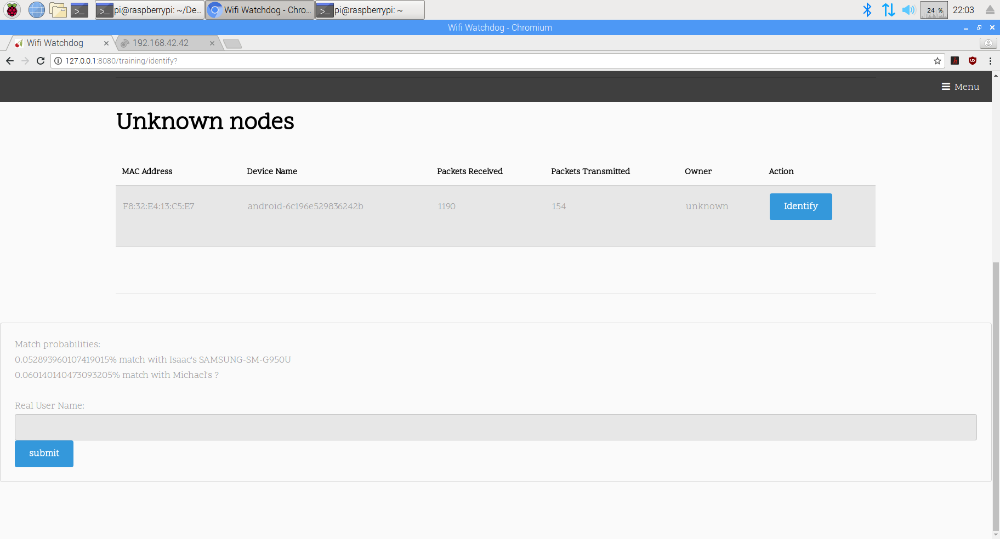 pi@raspberrypi: ~/De...
Wifi Watchdog - Chro...
pi@raspberrypi: ~
24 %
22:03
Wifi Watchdog - Chromium
Wifi Watchdog
192.168.42.42
127.0.0.1:8080/training/identify?
Menu
Unknown nodes
MAC Address Device Name Packets Received Packets Transmitted Owner Action
F8:32:E4:13:C5:E7 android-6c196e529836242b 1190 154 unknown Identify
Match probabilities:
0.052893960107419015% match with Isaac's SAMSUNG-SM-G950U
0.060140140473093205% match with Michael's ?
Real User Name:
submit